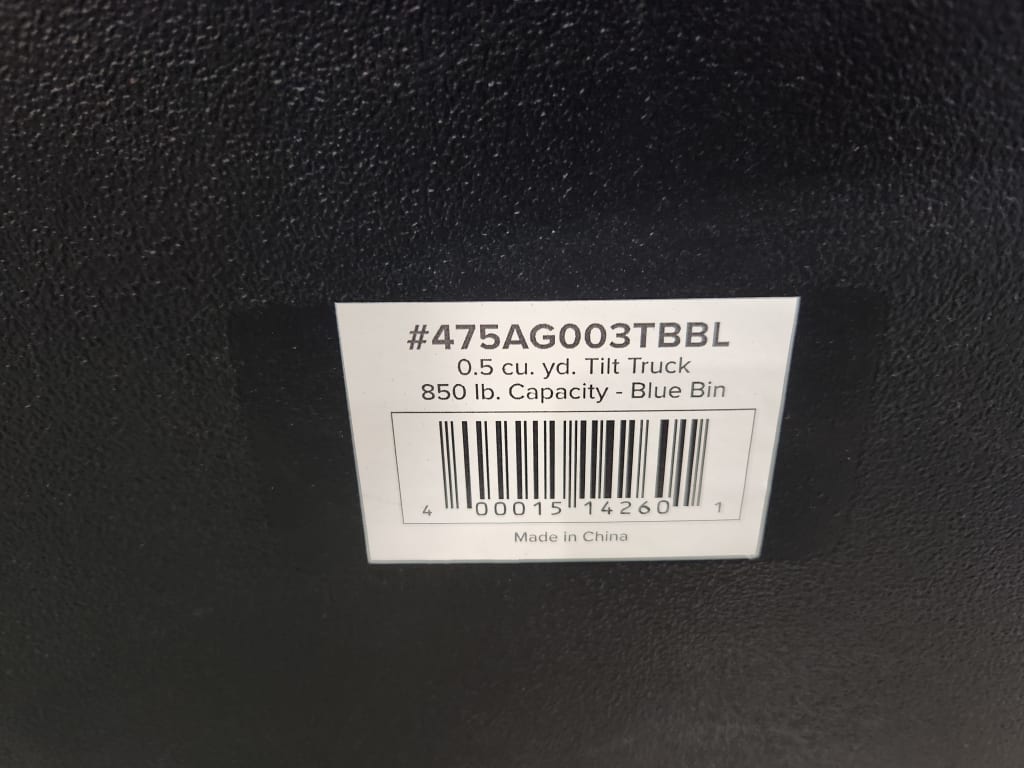 #475AG003TBBL
0.5 cu. yd. Tilt Truck
850 lb. Capacity - Blue Bin
4 00015 14260 1
Made in China